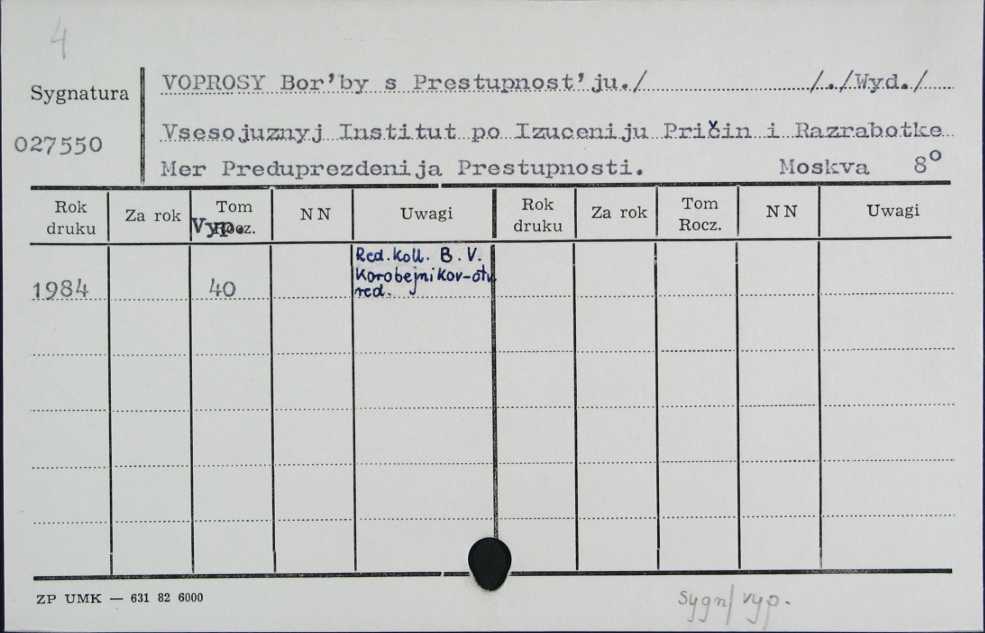 4
Sygnatura
027550
VOPROSY Bor'by s Prestupnost'ju./ /./Wyd./
Vsesojuznyj Institut po Izuceniju Pričin i Razrabotke
Mer Preduprezdenija Prestupnosti. Moskva 8°
Rok druku Za rok Tom Rocz. Vyp. NN Uwagi Rok druku Za rok Tom Rocz. NN Uwagi
1984 40 Red. Koll. B. V.
Korobejnikov-otv
red.
ZP UMK — 631 82 6000
sygn/ vyp.